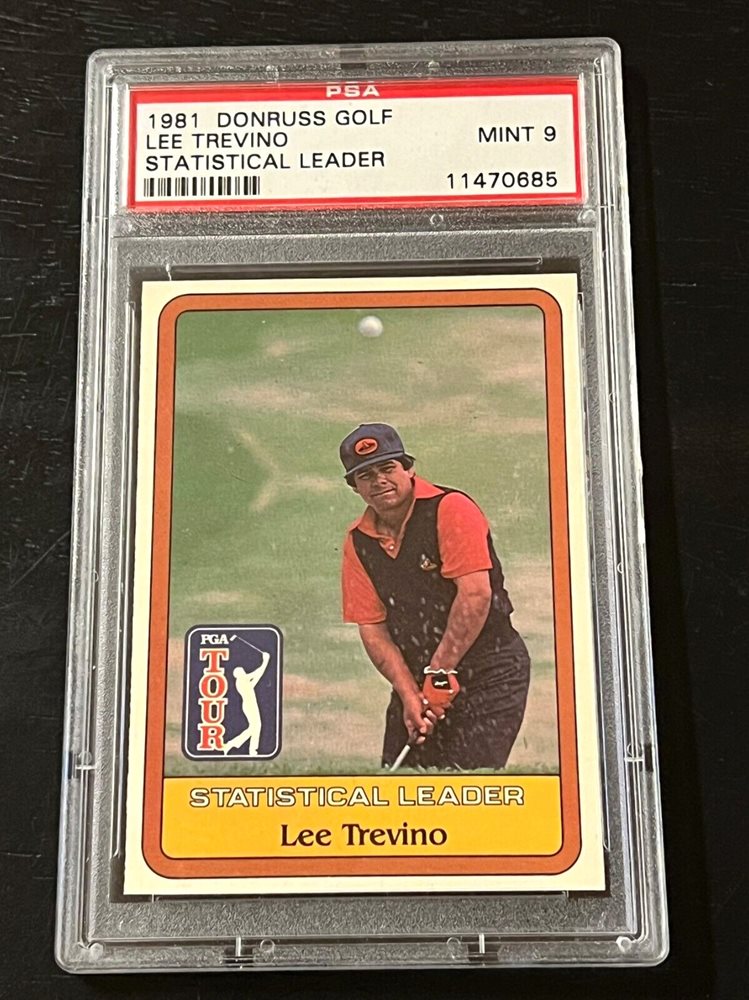 PSA
1981 DONRUSS GOLF
LEE TREVINO
MINT 9
STATISTICAL LEADER
11470685
PGA
TOUR
STATISTICAL LEADER
Lee Trevino